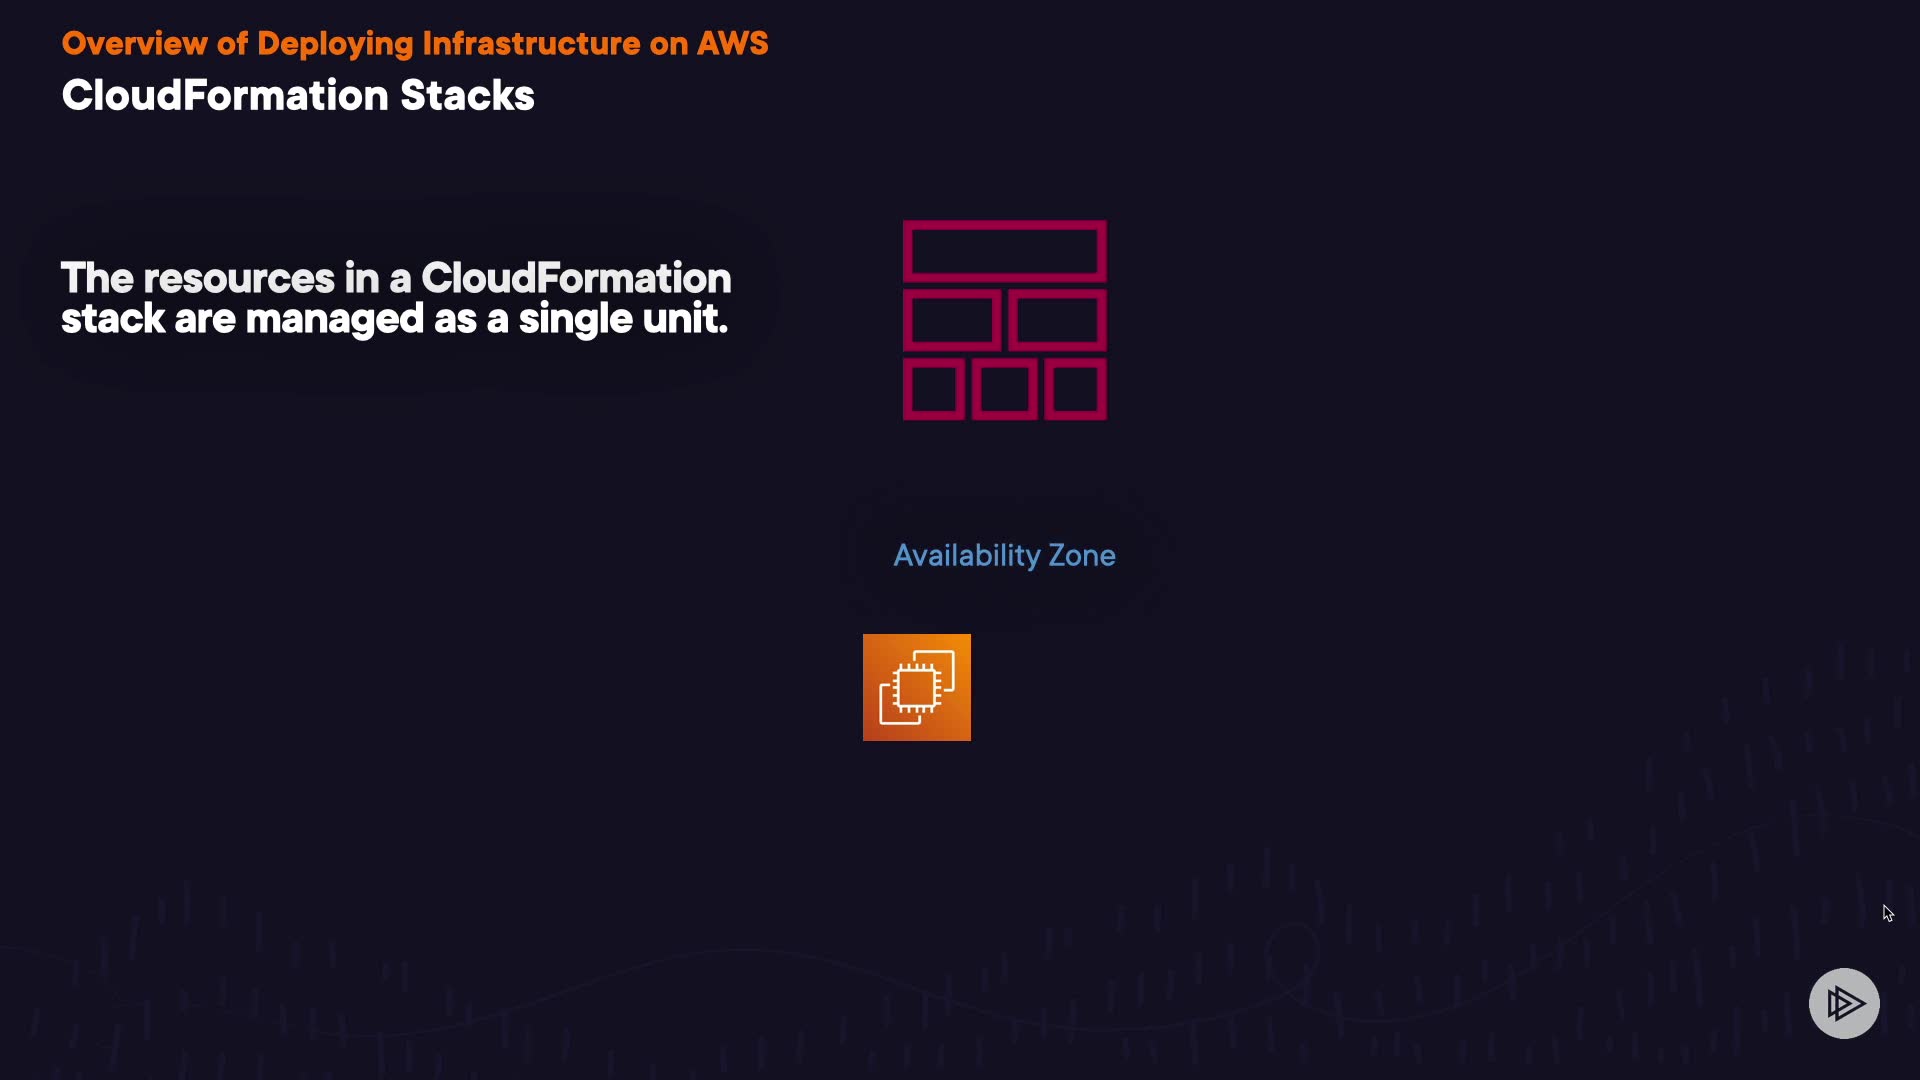 Overview of Deploying Infrastructure on AWS
CloudFormation Stacks
The resources in a CloudFormation
stack are managed as a single unit.
Availability Zone